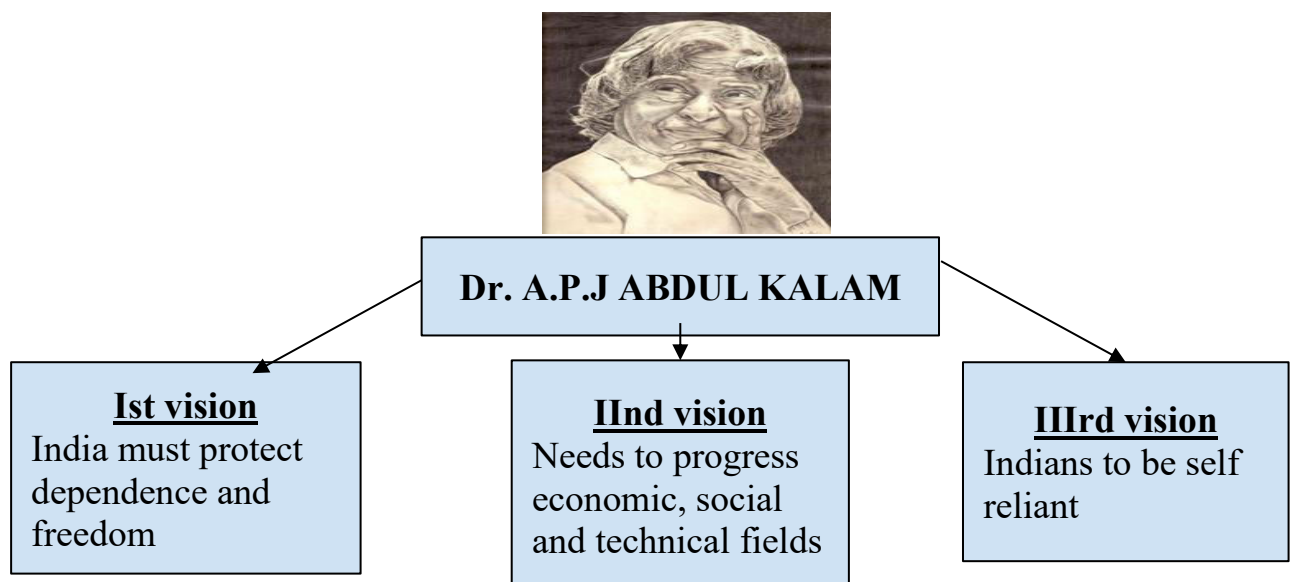 Dr. A.P.J ABDUL KALAM
Ist vision
India must protect
dependence and
freedom
IInd vision
Needs to progress
economic, social
and technical fields
IIIrd vision
Indians to be self
reliant